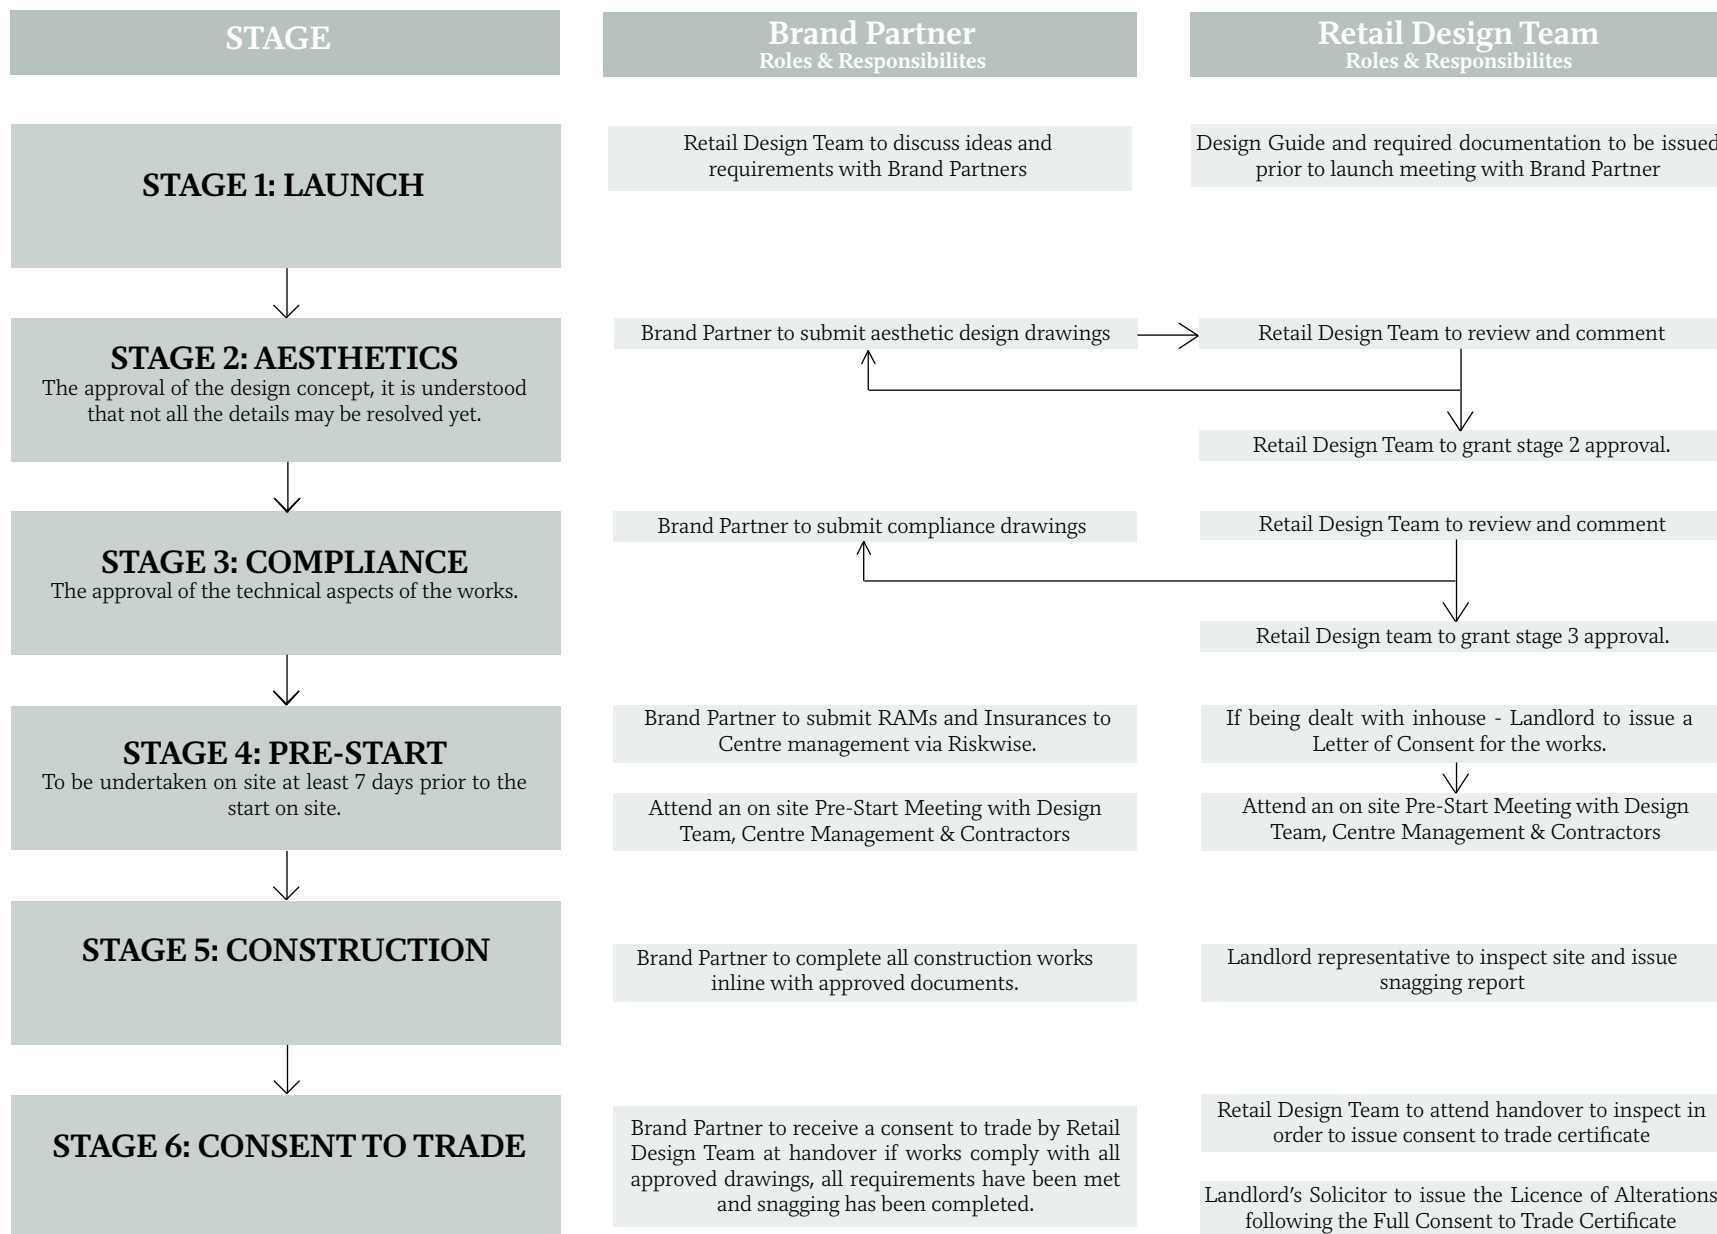 STAGE
Brand Partner
Roles & Responsibilites
Retail Design Team
Roles & Responsibilites
STAGE 1: LAUNCH
Retail Design Team to discuss ideas and
requirements with Brand Partners
Design Guide and required documentation to be issued
prior to launch meeting with Brand Partner
STAGE 2: AESTHETICS
The approval of the design concept, it is understood
that not all the details may be resolved yet.
Brand Partner to submit aesthetic design drawings
Retail Design Team to review and comment
Retail Design Team to grant stage 2 approval.
STAGE 3: COMPLIANCE
The approval of the technical aspects of the works.
Brand Partner to submit compliance drawings
Retail Design Team to review and comment
Retail Design team to grant stage 3 approval.
STAGE 4: PRE-START
To be undertaken on site at least 7 days prior to the
start on site.
Brand Partner to submit RAMs and Insurances to
Centre management via Riskwise.
Attend an on site Pre-Start Meeting with Design
Team, Centre Management & Contractors
If being dealt with inhouse - Landlord to issue a
Letter of Consent for the works.
Attend an on site Pre-Start Meeting with Design
Team, Centre Management & Contractors
STAGE 5: CONSTRUCTION
Brand Partner to complete all construction works
inline with approved documents.
Landlord representative to inspect site and issue
snagging report
STAGE 6: CONSENT TO TRADE
Brand Partner to receive a consent to trade by Retail
Design Team at handover if works comply with all
approved drawings, all requirements have been met
and snagging has been completed.
Retail Design Team to attend handover to inspect in
order to issue consent to trade certificate
Landlord's Solicitor to issue the Licence of Alterations
following the Full Consent to Trade Certificate